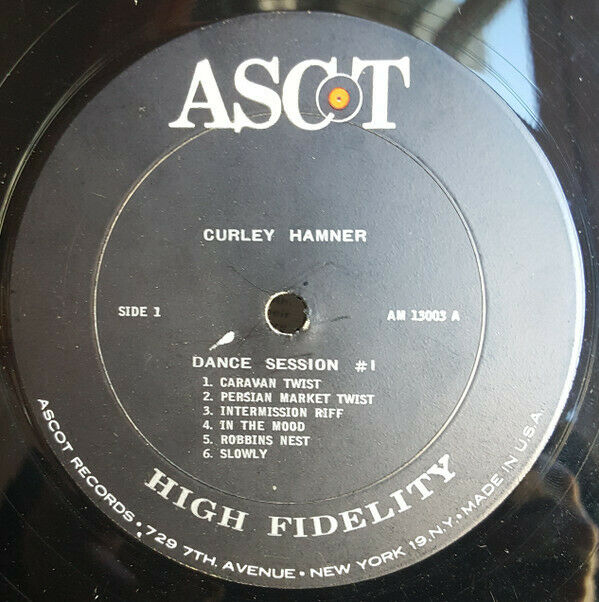 ASCOT
CURLEY HAMNER
SIDE 1
AM 13003 A
DANCE SESSION #1
1. CARAVAN TWIST
2. PERSIAN MARKET TWIST
3. INTERMISSION RIFF
4. IN THE MOOD
5. ROBBINS NEST
6. SLOWLY
HIGH FIDELITY
ASCOT RECORDS • 729 7TH. AVENUE • NEW YORK 19, N.Y. • MADE IN U.S.A.